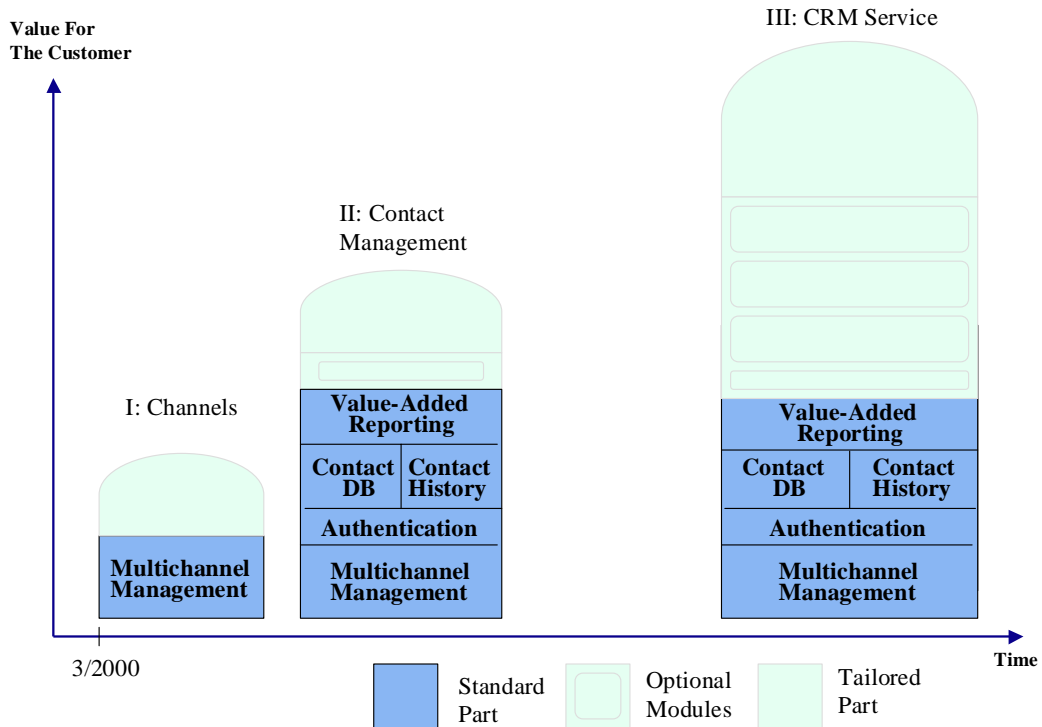 Value For
The Customer
III: CRM Service
II: Contact
Management
I: Channels
Multichannel
Management
Value-Added
Reporting
Contact
DB
Contact
History
Authentication
Multichannel
Management
Value-Added
Reporting
Contact
DB
Contact
History
Authentication
Multichannel
Management
3/2000
Time
Standard
Part
Optional
Modules
Tailored
Part